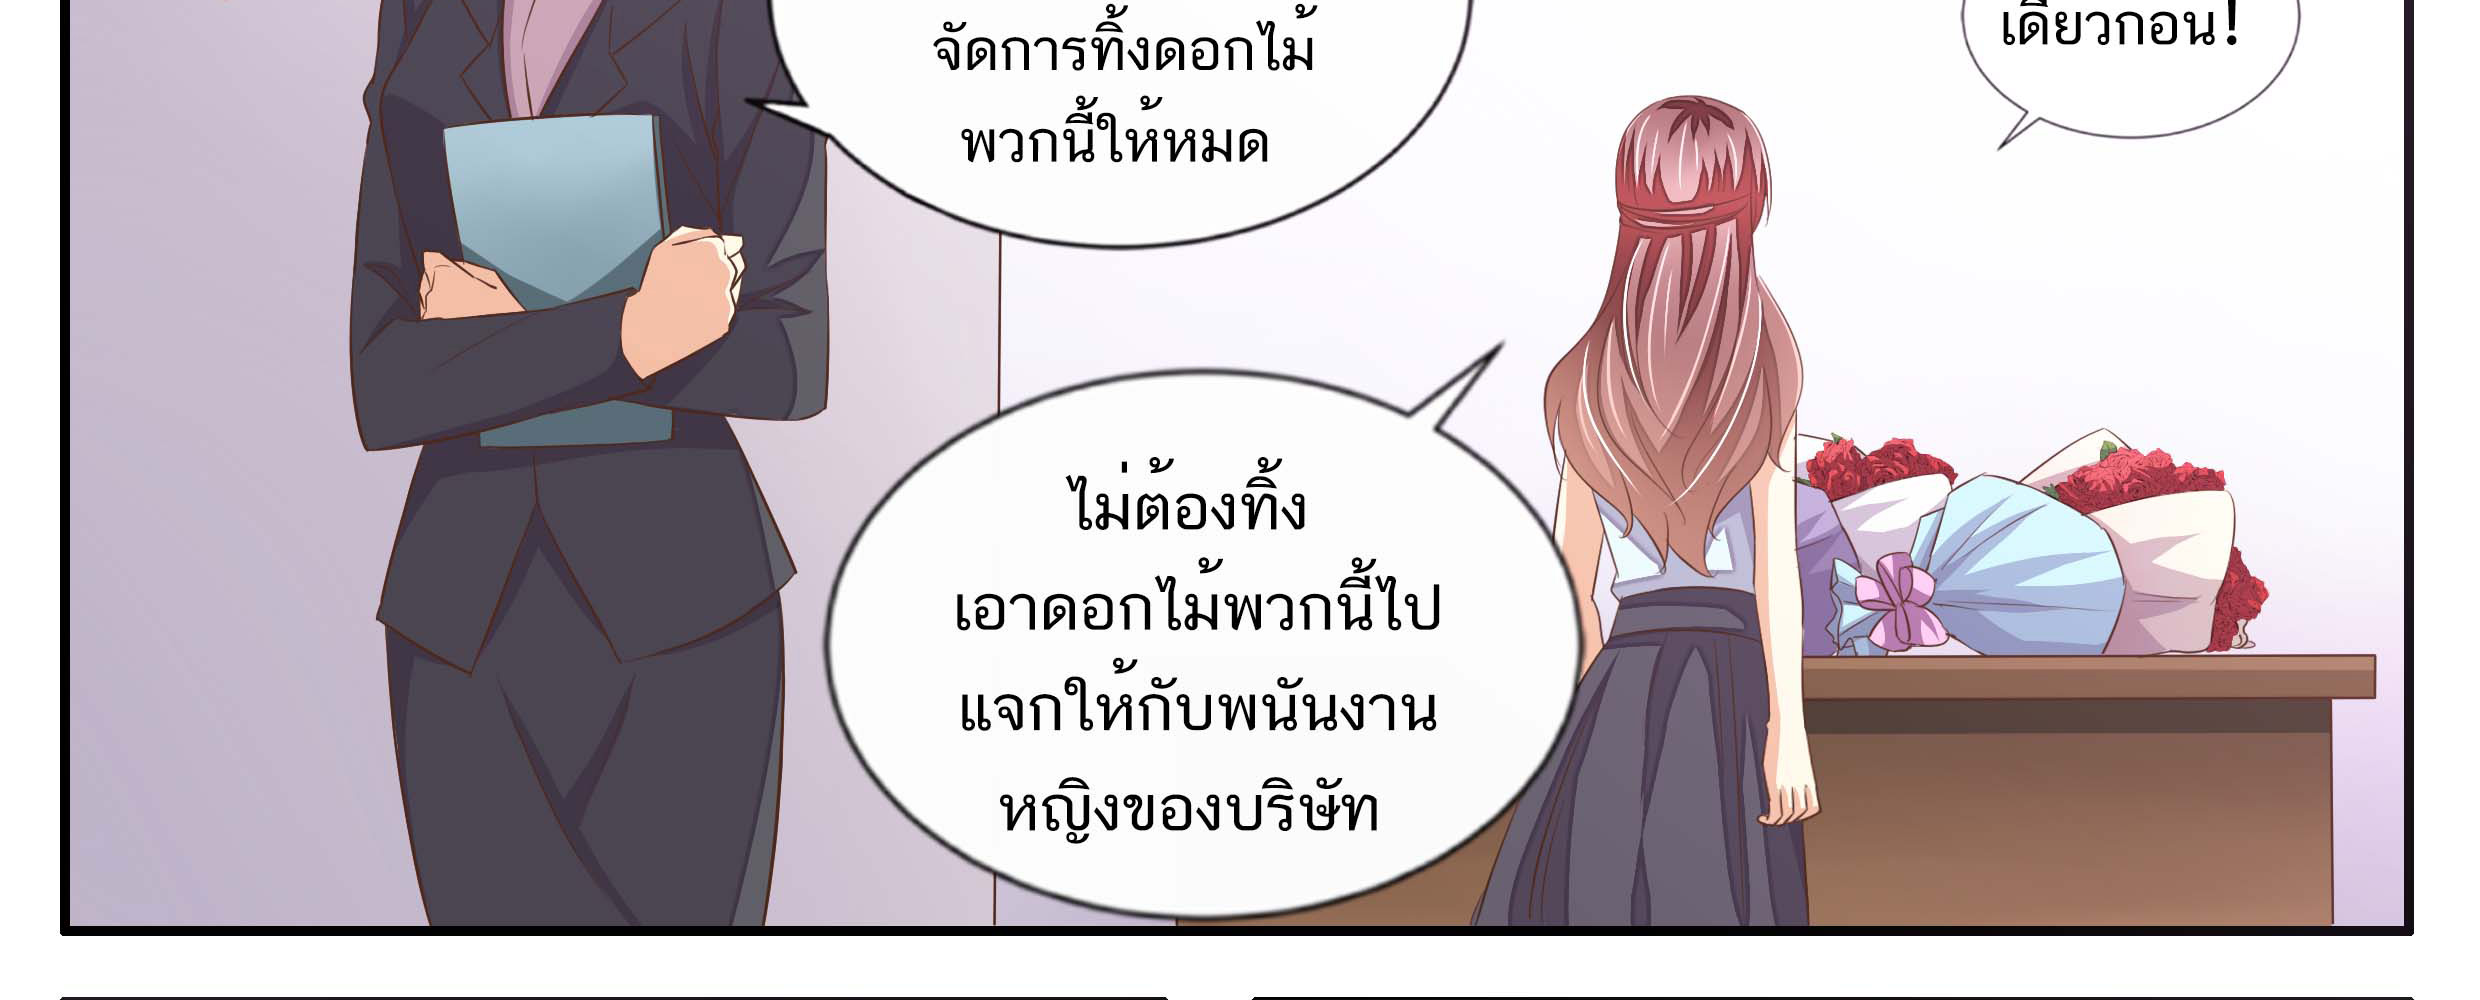 จัดการทิ้งดอกไม้
พวกนี้ให้หมด
เดี๋ยวก่อน!
ไม่ต้องทิ้ง
เอาดอกไม้พวกนี้ไป
แจกให้กับพนันงาน
หญิงของบริษัท